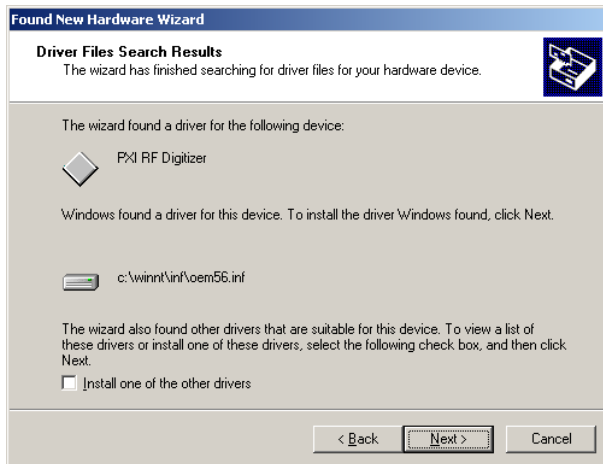 Found New Hardware Wizard
Driver Files Search Results
The wizard has finished searching for driver files for your hardware device.
The wizard found a driver for the following device:
PXI RF Digitizer
Windows found a driver for this device. To install the driver Windows found, click Next.
c:\winnt\inf\oem56.inf
The wizard also found other drivers that are suitable for this device. To view a list of
these drivers or install one of these drivers, select the following check box, and then click
Next.
Install one of the other drivers
< Back
Next >
Cancel